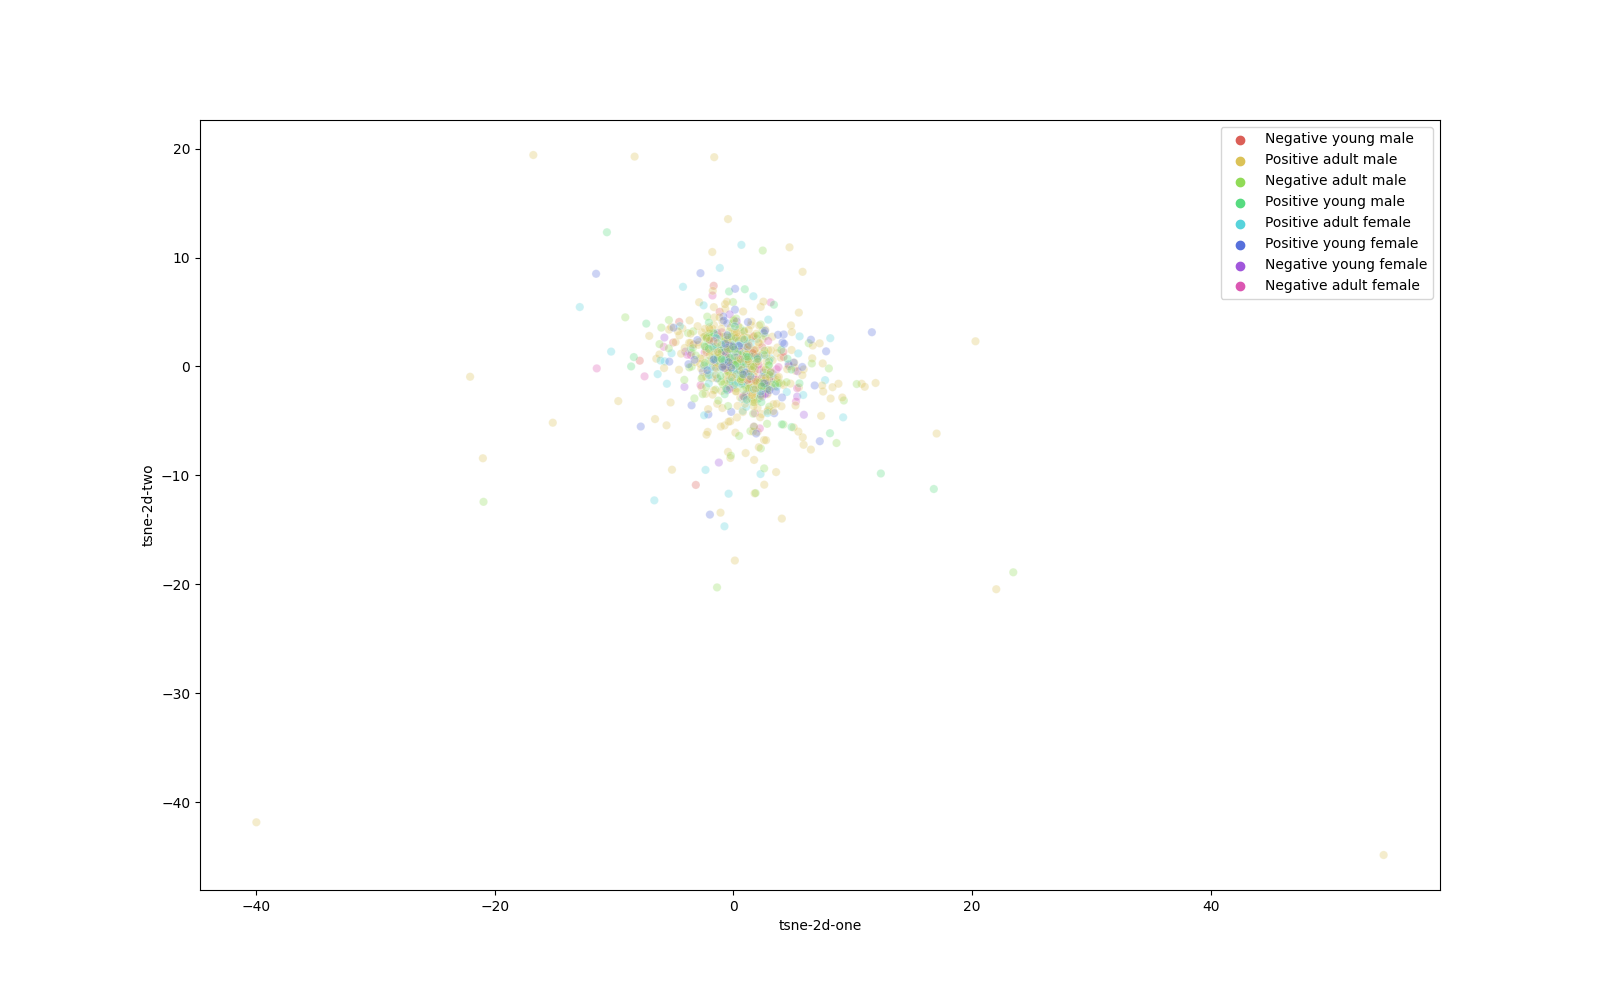 Negative young male
Positive adult male
Negative adult male
Positive young male
Positive adult female
Positive young female
Negative young female
Negative adult female
20
10
0
−10
−20
−30
−40
tsne-2d-two
−40
−20
0
20
40
tsne-2d-one